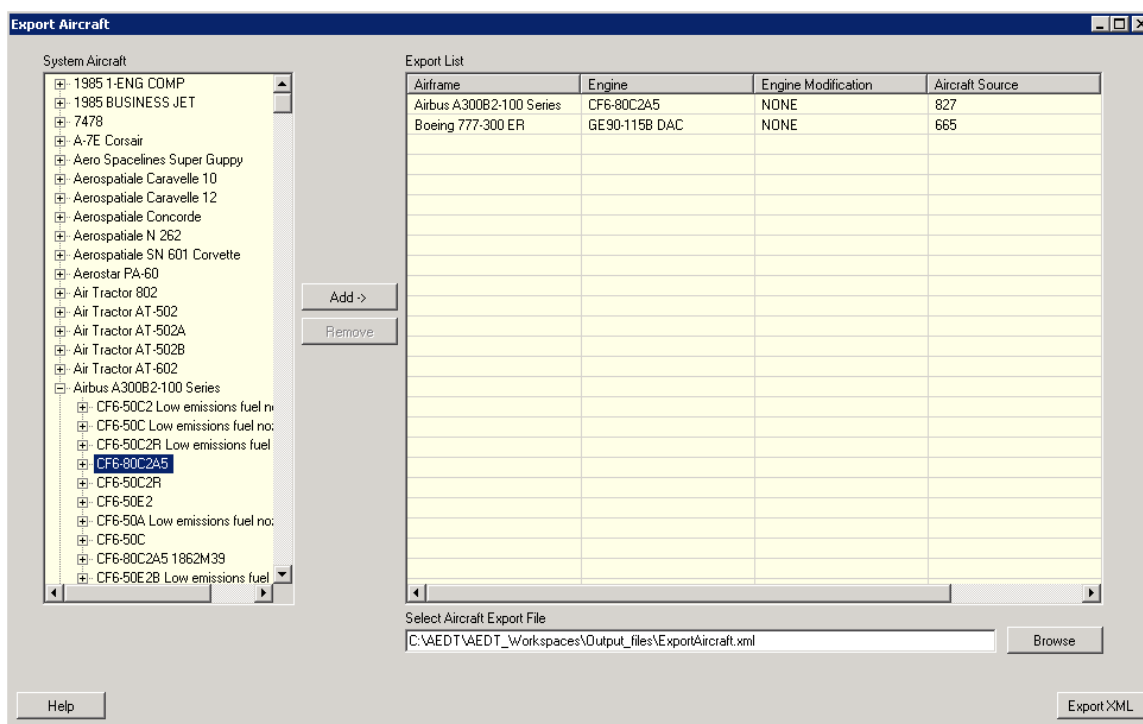 Export Aircraft
System Aircraft
1985 1-ENG COMP
1985 BUSINESS JET
7478
A-7E Corsair
Aero Spacelines Super Guppy
Aerospatiale Caravelle 10
Aerospatiale Caravelle 12
Aerospatiale Concorde
Aerospatiale N 262
Aerospatiale SN 601 Corvette
Aerostar PA-60
Air Tractor 802
Air Tractor AT-502
Air Tractor AT-502A
Air Tractor AT-502B
Air Tractor AT-602
Airbus A300B2-100 Series
CF6-50C2 Low emissions fuel n
CF6-50C Low emissions fuel no
CF6-50C2R Low emissions fuel
CF6-80C2A5
CF6-50C2R
CF6-50E2
CF6-50A Low emissions fuel no
CF6-50C
CF6-80C2A5 1862M39
CF6-50E2B Low emissions fuel
Add ->
Remove
Export List
Airframe Engine Engine Modification Aircraft Source
Airbus A300B2-100 Series CF6-80C2A5 NONE 827
Boeing 777-300 ER GE90-115B DAC NONE 665
Select Aircraft Export File
C:\AEDT\AEDT_Workspaces\Output_files\ExportAircraft.xml
Browse
Help
Export XML